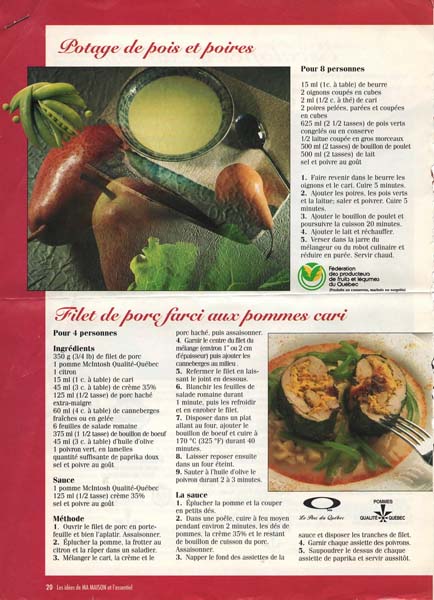 Potage de pois et poires
Pour 8 personnes
15 ml (1c. à table) de beurre
2 oignons coupés en cubes
2 ml (1/2 c. à thé) de cari
2 poires pelées, parées et coupées
en cubes
625 ml (2 1/2 tasses) de pois verts
congelés ou en conserve
1/2 laitue coupée en gros morceaux
500 ml (2 tasses) de bouillon de poulet
500 ml (2 tasses) de lait
sel et poivre au goût
1. Faire revenir dans le beurre les
oignons et le cari. Cuire 5 minutes.
2. Ajouter les poires, les pois verts
et la laitue; saler et poivrer. Cuire 5
minutes.
3. Ajouter le bouillon de poulet et
poursuivre la cuisson 20 minutes.
4. Ajouter le lait et réchauffer.
5. Verser dans la jarre du
mélangeur ou du robot culinaire et
réduire en purée. Servir chaud.
Fédération
des producteurs
de fruits et légumes
du Québec
(Produits en conserves, marinés ou surgelés)
Filet de porc farci aux pommes cari
Pour 4 personnes
Ingrédients
350 g (3/4 lb) de filet de porc
1 pomme McIntosh Qualité-Québec
1 citron
15 ml (1 c. à table) de cari
45 ml (3 c. à table) de crème 35%
125 ml (1/2 tasse) de porc haché
extra-maigre
60 ml (4 c. à table) de canneberges
fraîches ou en gelée
6 feuilles de salade romaine
375 ml (1 1/2 tasse) de bouillon de boeuf
45 ml (3 c. à table) d'huile d'olive
1 poivron vert, en lamelles
quantité suffisante de paprika doux
sel et poivre au goût
Sauce
1 pomme McIntosh Qualité-Québec
125 ml (1/2 tasse) crème 35%
sel et poivre au goût
Méthode
1. Ouvrir le filet de porc en porte-
feuille et bien l'aplatir. Assaisonner.
2. Éplucher la pomme, la frotter au
citron et la râper dans un saladier.
3. Mélanger le cari, la crème et le
porc haché, puis assaisonner.
4. Garnir le centre du filet du
mélange (environ 1" ou 2 cm
d'épaisseur) puis ajouter les
canneberges au milieu
5. Refermer le filet en lais-
sant le joint en dessous.
6. Blanchir les feuilles de
salade romaine durant
1 minute, puis les refroidir
et en enrober le filet.
7. Disposer dans un plat
allant au four, ajouter le
bouillon de boeuf et cuire à
170 °C (325 °F) durant 40
minutes.
8. Laisser reposer ensuite
dans un four éteint.
9. Sauter à l'huile d'olive le
poivron durant 2 à 3 minutes.
La sauce
1. Éplucher la pomme et la couper
en petits dés.
2. Dans une poêle, cuire à feu moyen
pendant environ 2 minutes, les dés de
pommes, la crème 35% et le restant
de bouillon de cuisson du porc.
Assaisonner.
3. Napper le fond des assiettes de la
Le Porc du Québec
POMMES
QUALITÉ QUÉBEC
sauce et disposer les tranches de filet.
4. Garnir chaque assiette des poivrons.
5. Saupoudrer le dessus de chaque
assiette de paprika et servir aussitôt.
20 Les idées de MA MAISON et l'essentiel